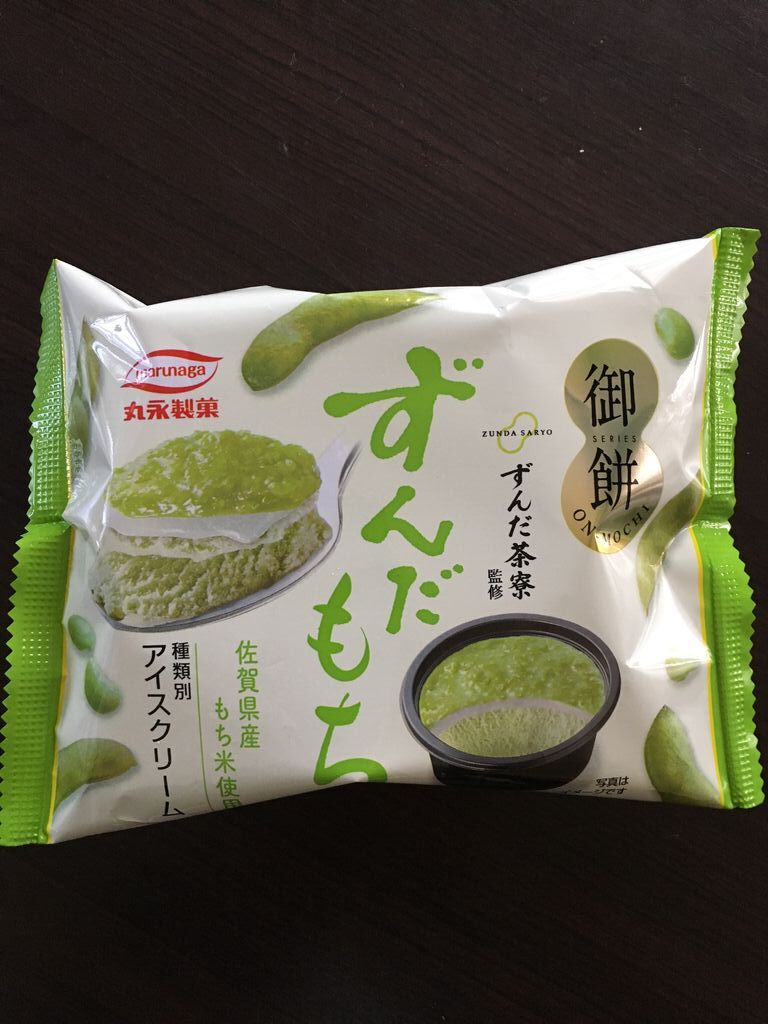 marunaga
丸永製菓
御餅
SERIES
ON MOCHI
ZUNDA SARYO
ずんだ茶寮
監修
ずんだもち
佐賀県産
もち米使用
種類別
アイスクリーム
写真は
イメージです